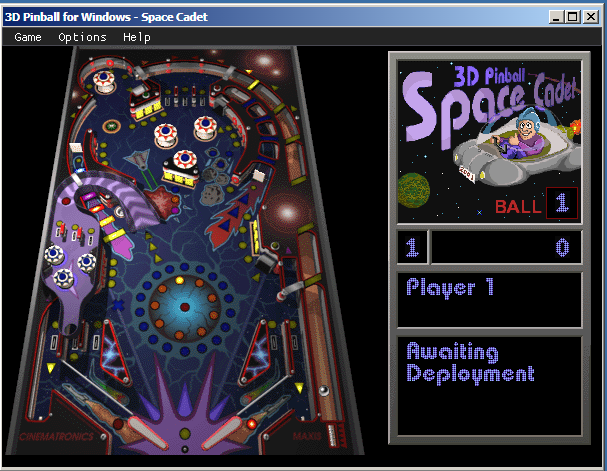 3D Pinball for Windows - Space Cadet
Game Options Help
3D Pinball
Space Cadet
BALL 1
1 0
Player 1
Awaiting
Deployment
CINEMATRONICS
MAXIS